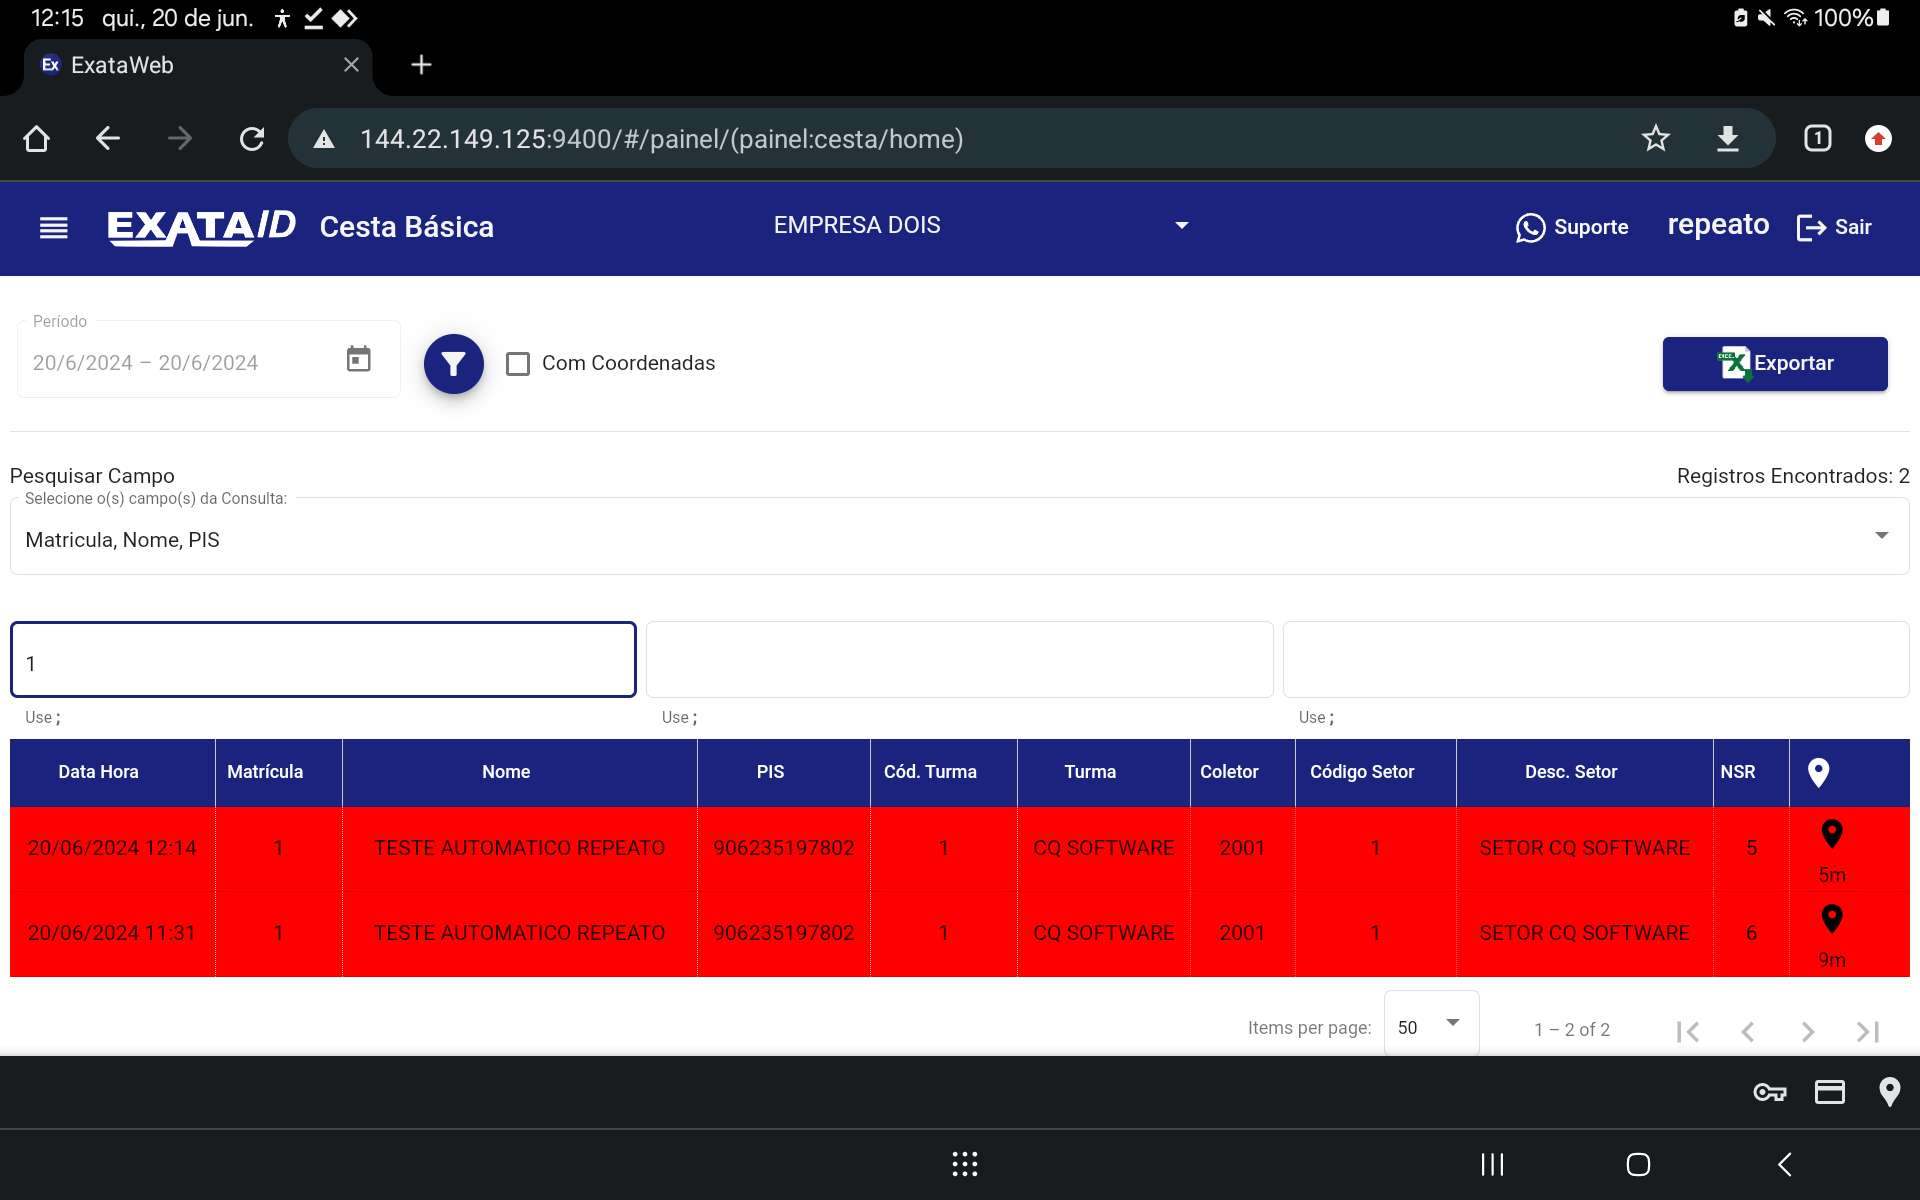 12:15 qui., 20 de jun. 100%
Ex ExataWeb
144.22.149.125:9400/#/painel/(painel:cesta/home) 1
EXATA/ID Cesta Básica EMPRESA DOIS Suporte repeato Sair
Período
20/6/2024 – 20/6/2024 Com Coordenadas Exportar
Pesquisar Campo Registros Encontrados: 2
Selecione o(s) campo(s) da Consulta:
Matricula, Nome, PIS
1
Use ; Use ; Use ;
Data Hora Matrícula Nome PIS Cód. Turma Turma Coletor Código Setor Desc. Setor NSR
20/06/2024 12:14 1 TESTE AUTOMATICO REPEATO 906235197802 1 CQ SOFTWARE 2001 1 SETOR CQ SOFTWARE 5 5m
20/06/2024 11:31 1 TESTE AUTOMATICO REPEATO 906235197802 1 CQ SOFTWARE 2001 1 SETOR CQ SOFTWARE 6 9m
Items per page: 50 1 – 2 of 2